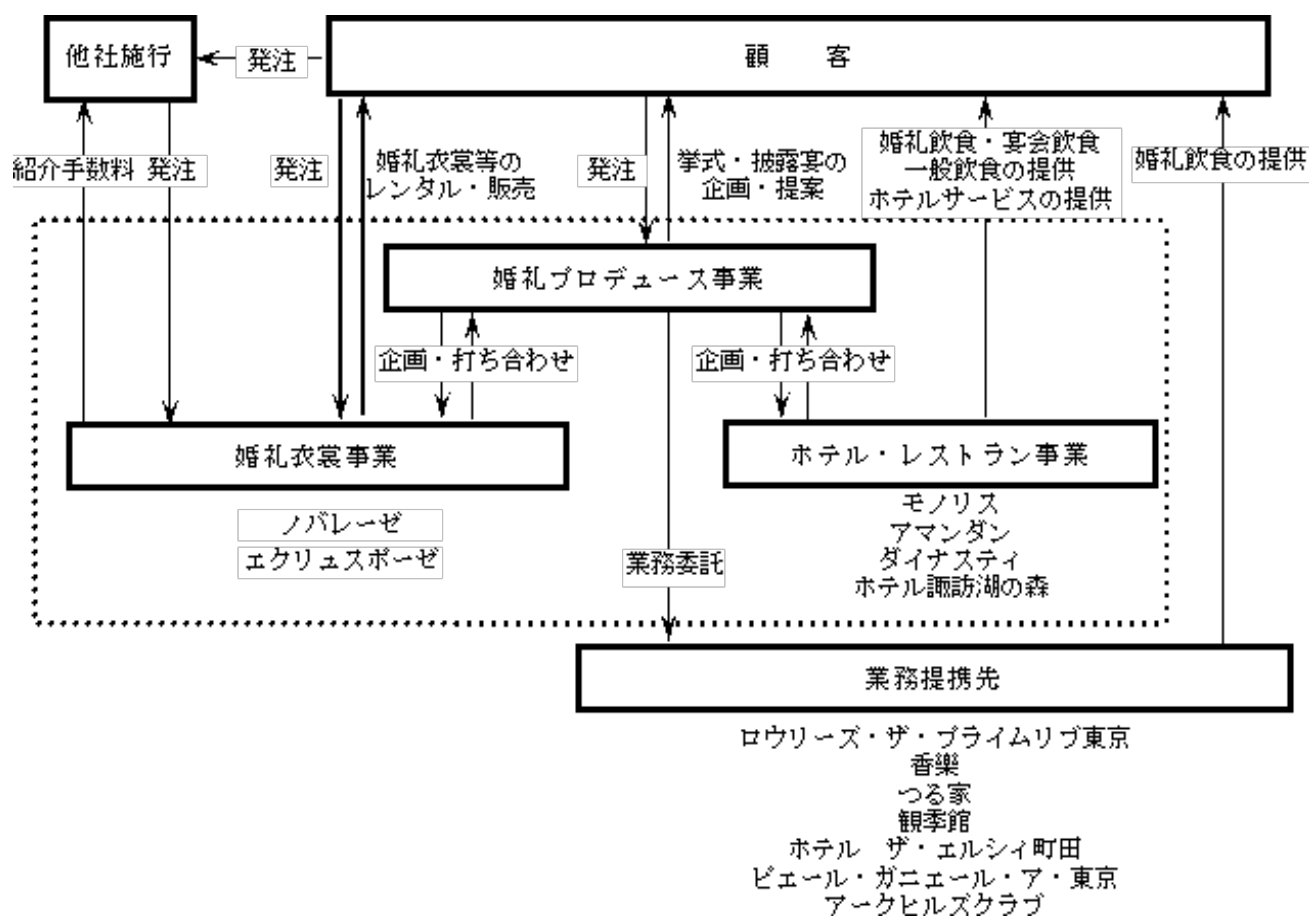 他社施行
発注
顧　客
紹介手数料
発注
発注
婚礼衣裳等の
レンタル・販売
発注
挙式・披露宴の
企画・提案
婚礼飲食・宴会飲食
一般飲食の提供
ホテルサービスの提供
婚礼飲食の提供
婚礼プロデュース事業
企画・打ち合わせ
企画・打ち合わせ
婚礼衣裳事業
ホテル・レストラン事業
ノバレーゼ
エクリュスポーゼ
モノリス
アマンダン
ダイナスティ
ホテル諏訪湖の森
業務委託
業務提携先
ロウリーズ・ザ・プライムリブ東京
香樂
つる家
観季館
ホテル　ザ・エルシィ町田
ピエール・ガニェール・ア・東京
アークヒルズクラブ